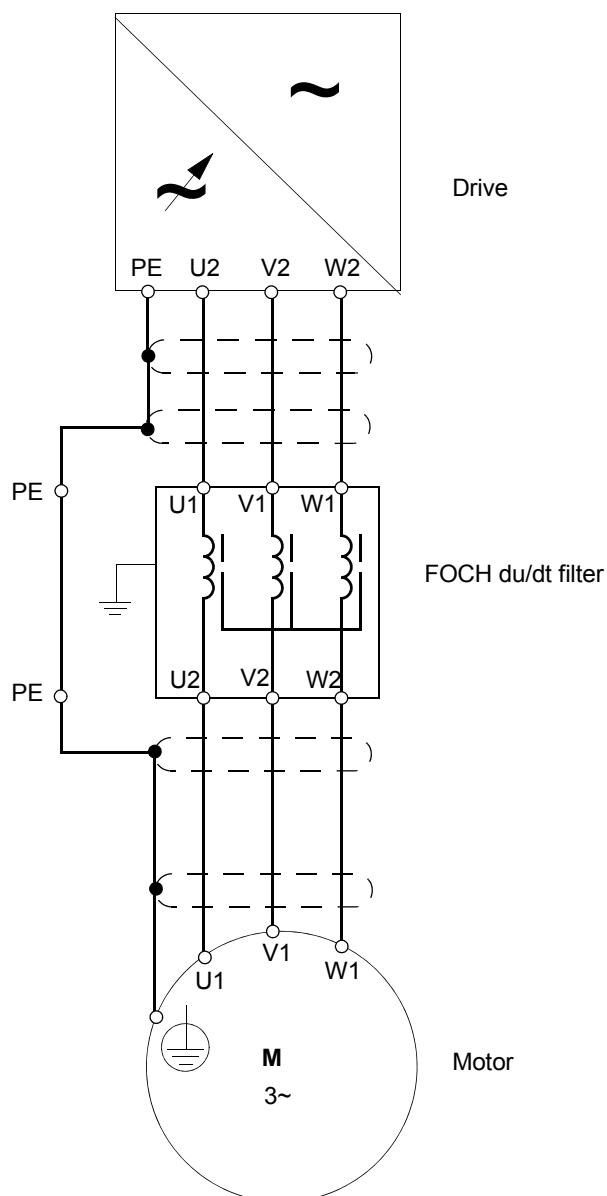 Drive
PE U2 V2 W2
PE
U1 V1 W1
FOCH du/dt filter
PE
U2 V2 W2
U1 V1 W1
M
3~
Motor